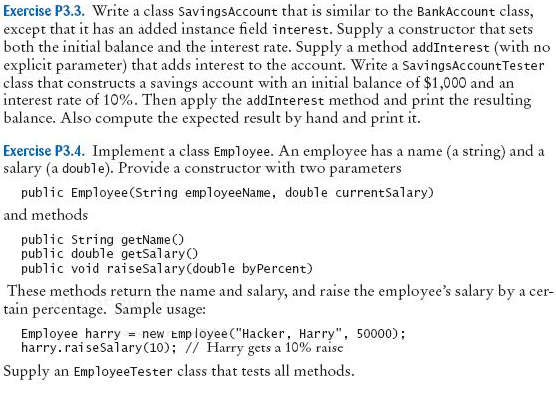 Exercise P3.3. Write a class SavingsAccount that is similar to the BankAccount class,
except that it has an added instance field interest. Supply a constructor that sets
both the initial balance and the interest rate. Supply a method addInterest (with no
explicit parameter) that adds interest to the account. Write a SavingsAccountTester
class that constructs a savings account with an initial balance of $1,000 and an
interest rate of 10%. Then apply the addInterest method and print the resulting
balance. Also compute the expected result by hand and print it.
Exercise P3.4. Implement a class Employee. An employee has a name (a string) and a
salary (a double). Provide a constructor with two parameters
public Employee(String employeeName, double currentSalary)
and methods
public String getName()
public double getSalary()
public void raiseSalary(double byPercent)
These methods return the name and salary, and raise the employee's salary by a cer-
tain percentage. Sample usage:
Employee harry = new Employee("Hacker, Harry", 50000);
harry.raiseSalary(10); // Harry gets a 10% raise
Supply an EmployeeTester class that tests all methods.